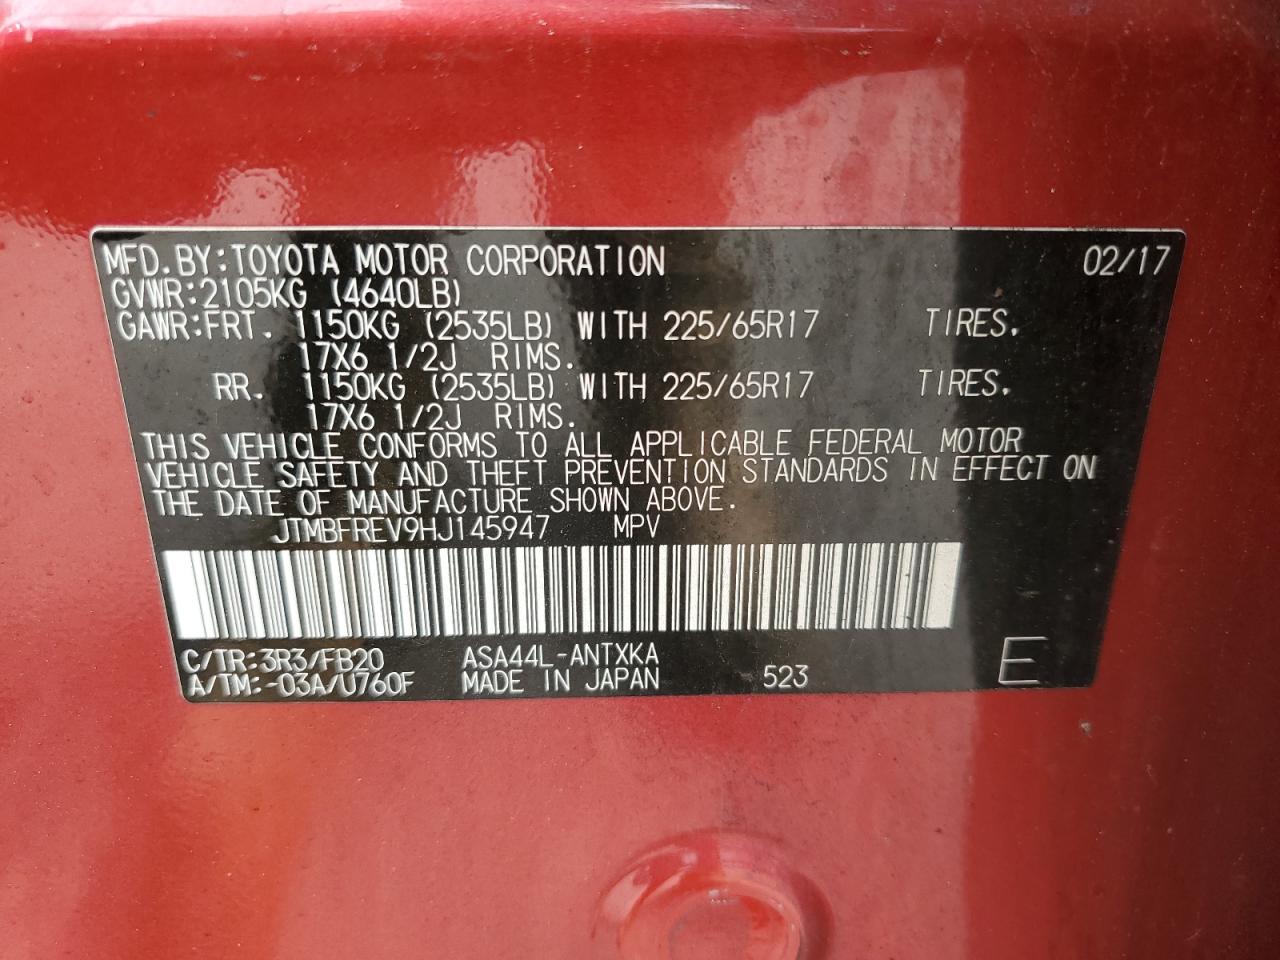 MFD.BY:TOYOTA MOTOR CORPORATION 02/17
GVWR:2105KG (4640LB)
GAWR:FRT. 1150KG (2535LB) WITH 225/65R17 TIRES.
17X6 1/2J RIMS.
RR. 1150KG (2535LB) WITH 225/65R17 TIRES.
17X6 1/2J RIMS.
THIS VEHICLE CONFORMS TO ALL APPLICABLE FEDERAL MOTOR
VEHICLE SAFETY AND THEFT PREVENTION STANDARDS IN EFFECT ON
THE DATE OF MANUFACTURE SHOWN ABOVE.
JTMBFREV9HJ145947 MPV
C/TR:3R3/FB20 ASA44L-ANTXKA
A/TM:-03A/U760F MADE IN JAPAN 523 E